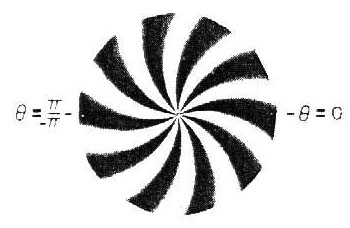 θ = π/-π -
- θ = 0